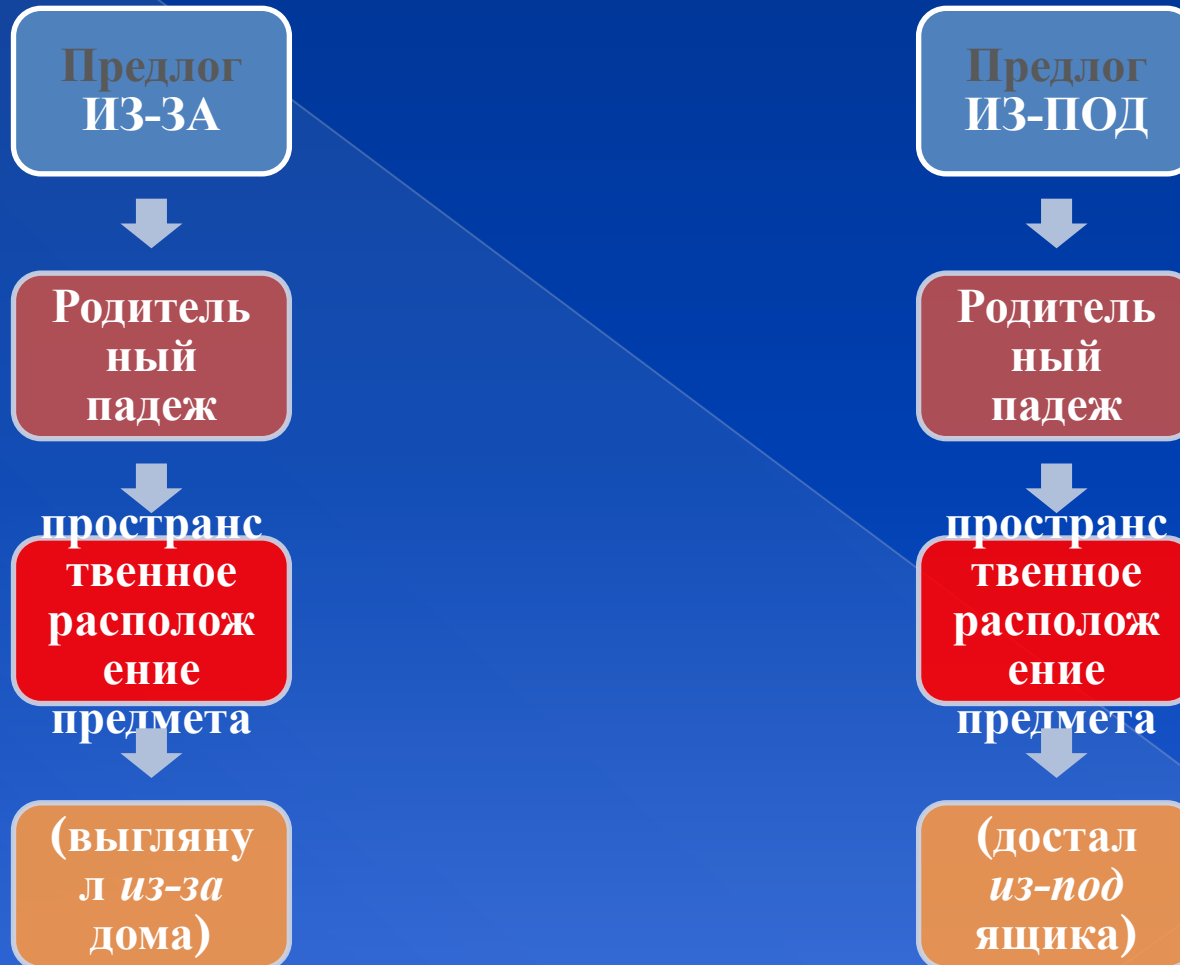 Предлог
ИЗ-ЗА
Родитель
ный
падеж
пространс
твенное
располож
ение
предмета
(выгляну
л из-за
дома)
Предлог
ИЗ-ПОД
Родитель
ный
падеж
пространс
твенное
располож
ение
предмета
(достал
из-под
ящика)